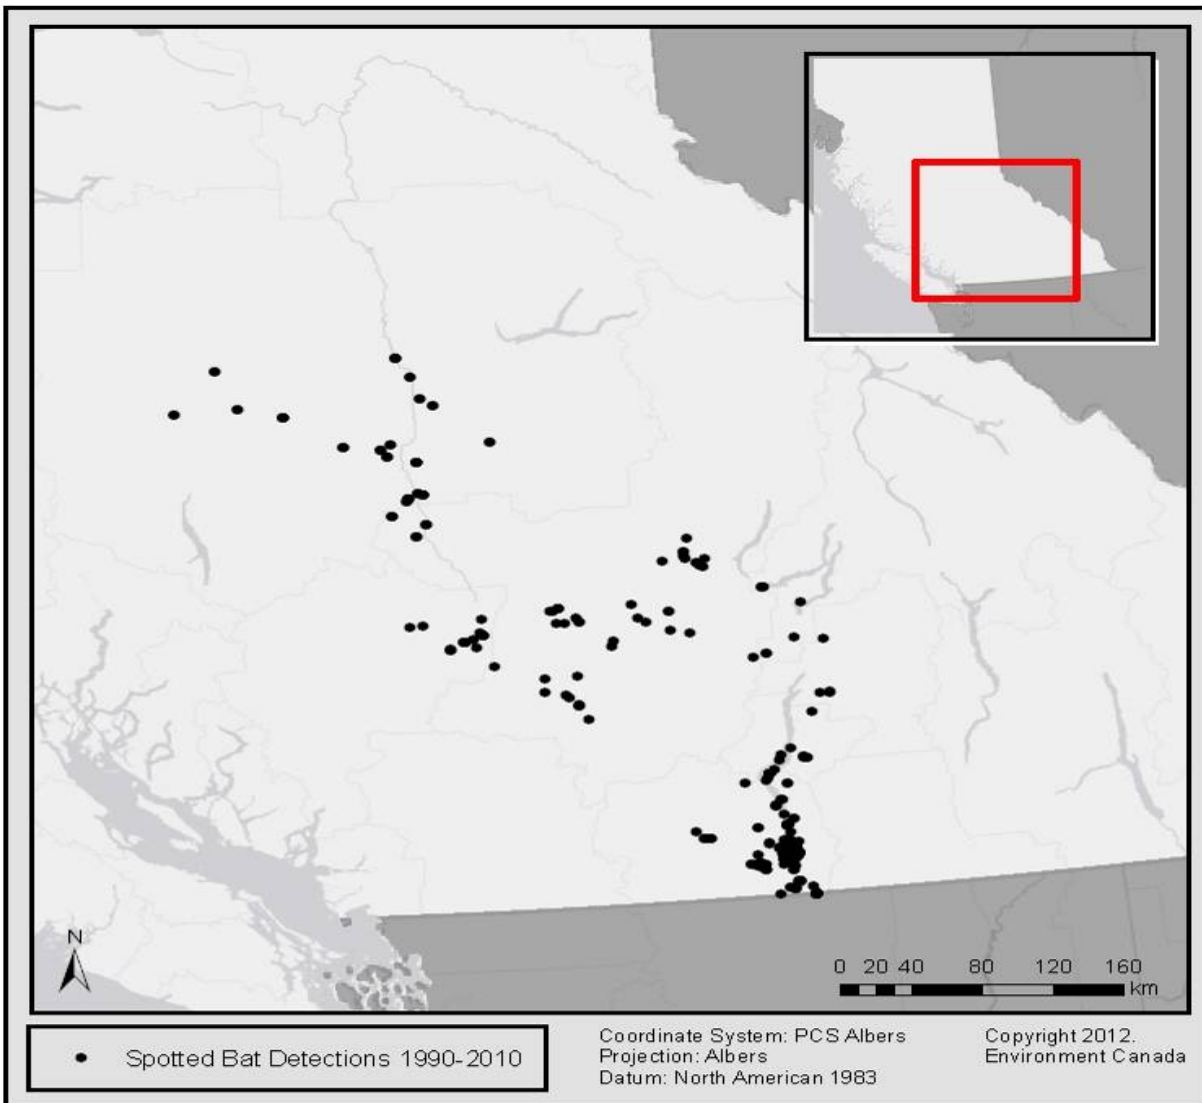 N
0 20 40 80 120 160
km
Spotted Bat Detections 1990-2010
Coordinate System: PCS Albers
Projection: Albers
Datum: North American 1983
Copyright 2012.
Environment Canada